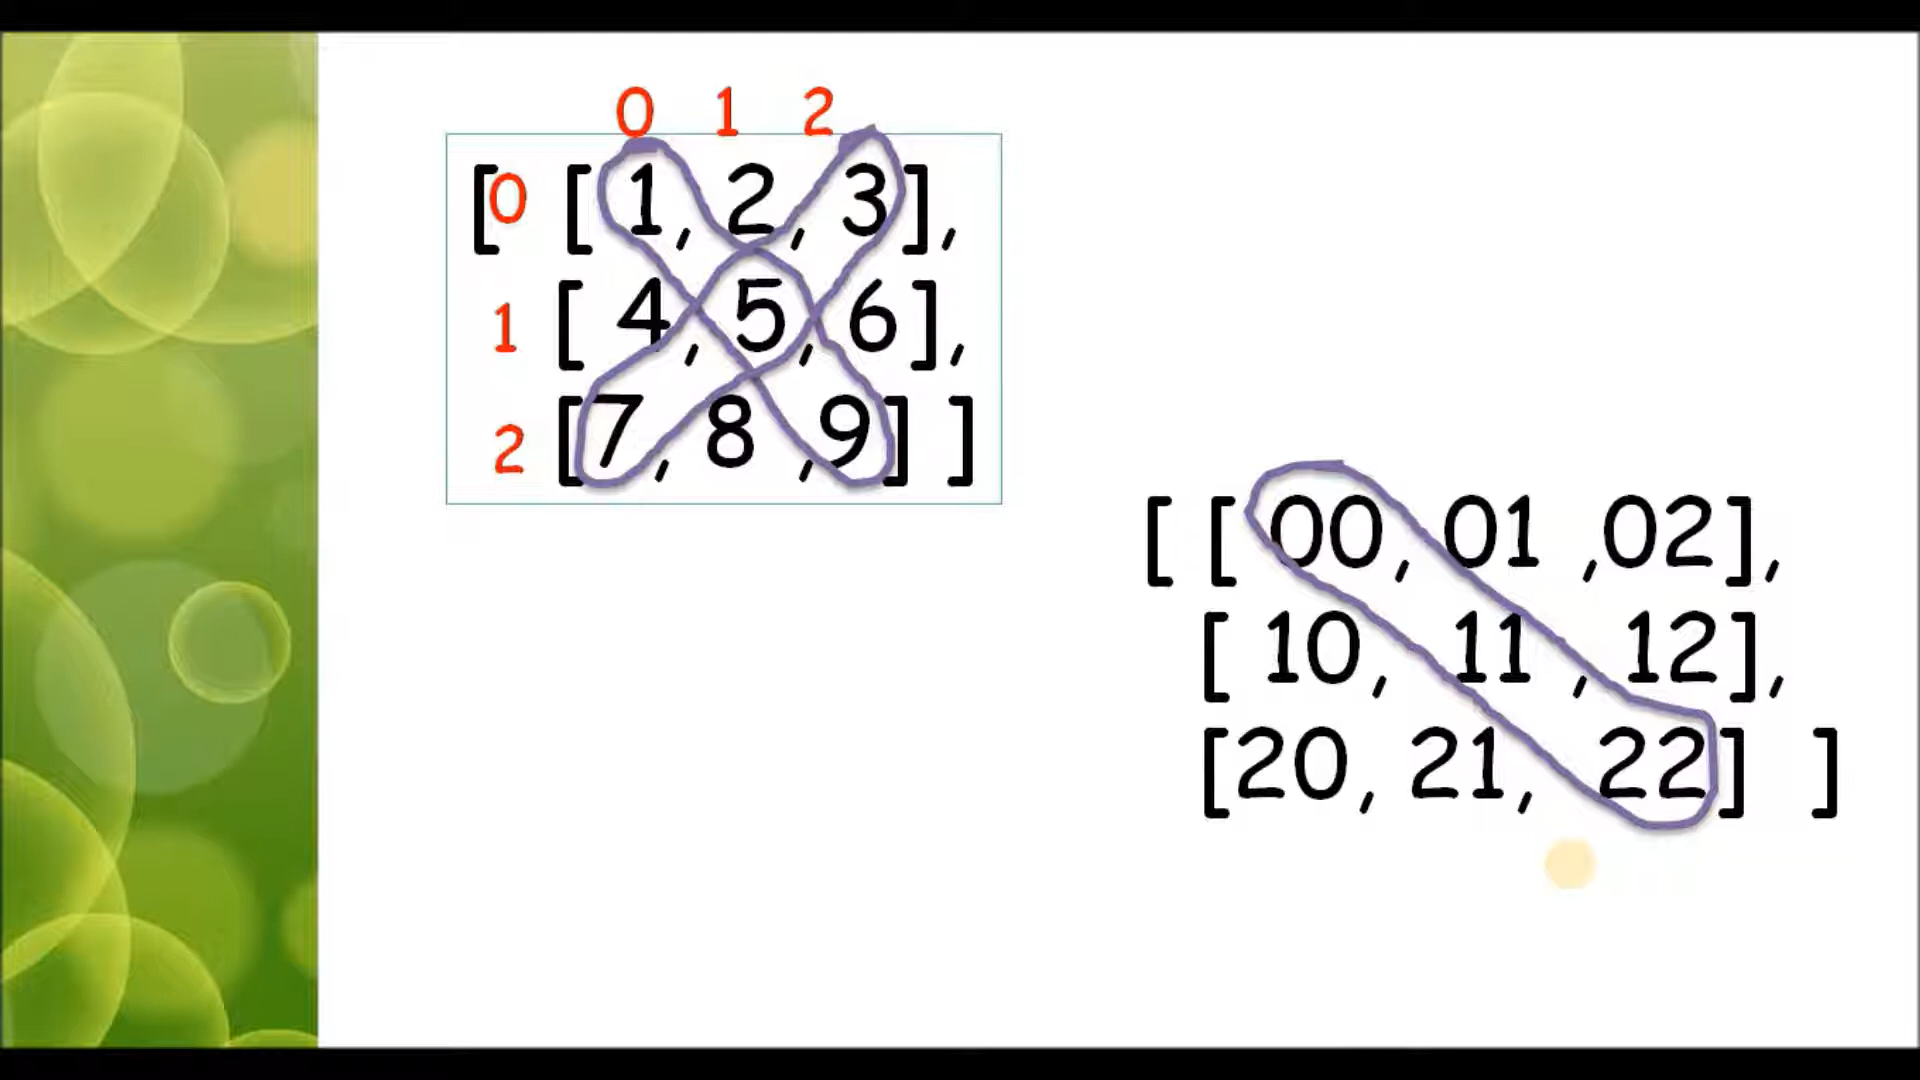 0 1 2
[ 0 [ 1, 2, 3 ],
1 [ 4, 5, 6 ],
2 [7, 8 ,9] ]
[ [ 00, 01 ,02],
[ 10, 11 , 12],
[20, 21, 22] ]